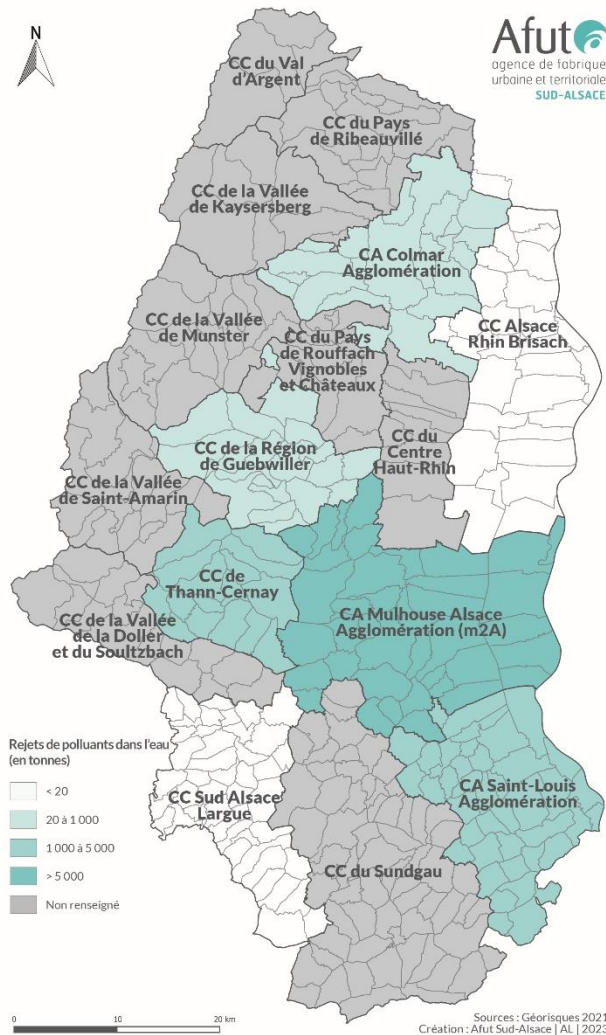 N
Afut
agence de fabrique
urbaine et territoriale
SUD-ALSACE
CC du Val
d'Argent
CC du Pays
de Ribeauvillé
CC de la Vallée
de Kaysersberg
CA Colmar
Agglomération
CC de la Vallée
de Munster
CC du Pays
de Rouffach
Vignobles
et Châteaux
CC Alsace
Rhin Brisach
CC de la Région
de Guebwiller
CC du
Centre
Haut-Rhin
CC de la Vallée
de Saint-Amarin
CC de
Thann-Cernay
CA Mulhouse Alsace
Agglomération (m2A)
CC de la Vallée
de la Doller
et du Soultzbach
Rejets de polluants dans l'eau
(en tonnes)
< 20
20 à 1 000
1 000 à 5 000
> 5 000
Non renseigné
CC Sud Alsace
Largue
CA Saint-Louis
Agglomération
CC du Sundgau
0 10 20 km
Sources : Géorisques 2021
Création : Afut Sud-Alsace | AL | 2023